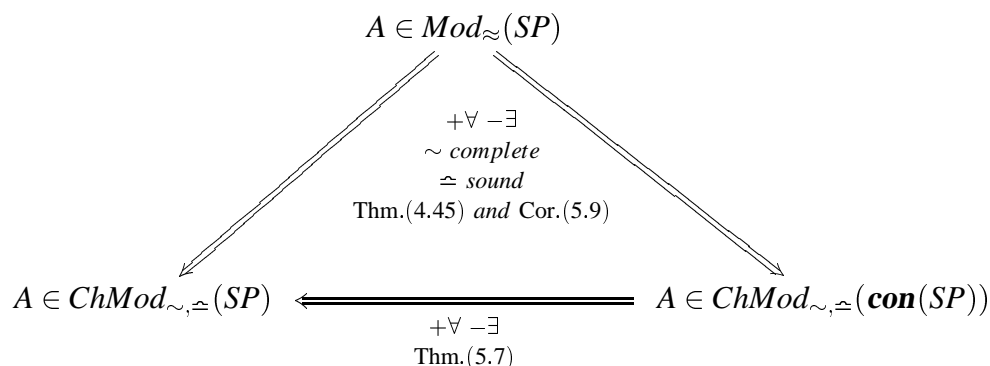 A ∈ Mod≈(SP)
+∀ −∃
∼ complete
≏ sound
Thm.(4.45) and Cor.(5.9)
A ∈ ChMod∼,≏(SP)
A ∈ ChMod∼,≏(con(SP))
+∀ −∃
Thm.(5.7)